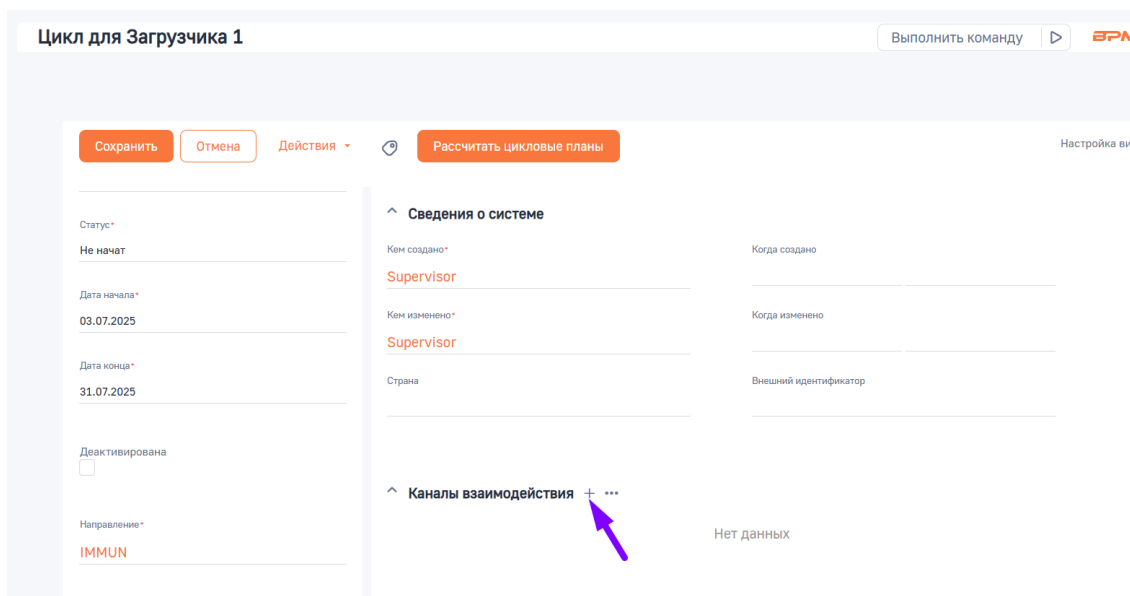 Цикл для Загрузчика 1
Выполнить команду
Сохранить
Отмена
Действия
Рассчитать цикловые планы
Настройка ви
Статус*
Не начат
Дата начала*
03.07.2025
Дата конца*
31.07.2025
Деактивирована
Направление*
IMMUN
Сведения о системе
Кем создано*
Supervisor
Когда создано
Кем изменено*
Supervisor
Когда изменено
Страна
Внешний идентификатор
Каналы взаимодействия + •••
Нет данных